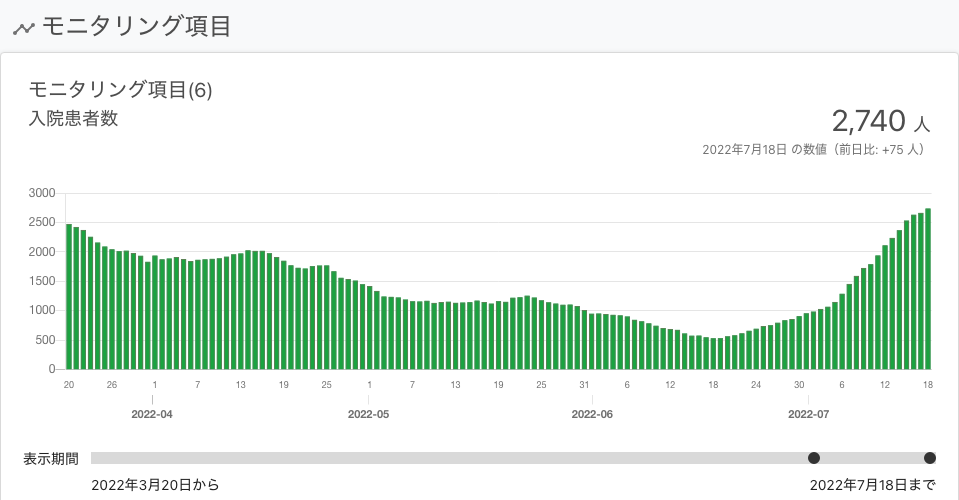 モニタリング項目
モニタリング項目(6)
入院患者数
2,740 人
2022年7月18日 の数値（前日比: +75 人）
3000
2500
2000
1500
1000
500
0
20 26 1 7 13 19 25 1 7 13 19 25 31 6 12 18 24 30 6 12 18
2022-04 2022-05 2022-06 2022-07
表示期間
2022年3月20日から 2022年7月18日まで